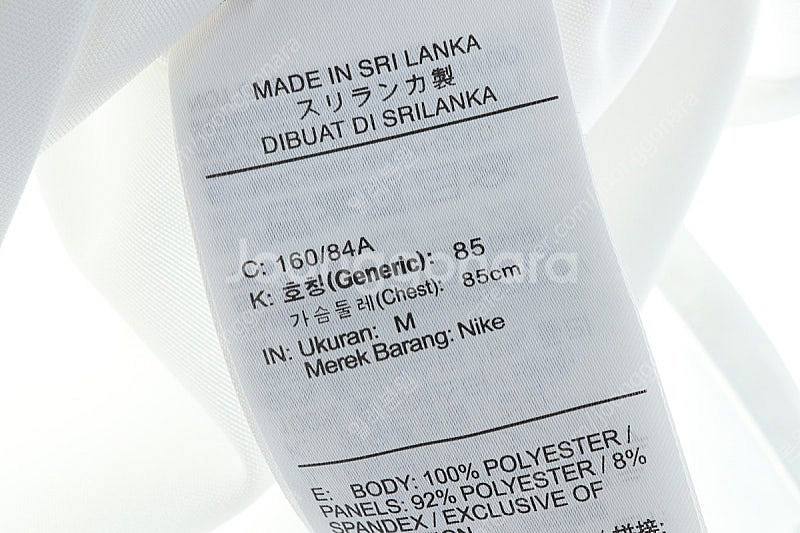 MADE IN SRI LANKA
スリランカ製
DIBUAT DI SRILANKA
C: 160/84A
K: 호칭(Generic): 85
가슴둘레(Chest): 85cm
IN: Ukuran: M
Merek Barang: Nike
E: BODY: 100% POLYESTER /
PANELS: 92% POLYESTER / 8%
SPANDEX / EXCLUSIVE OF